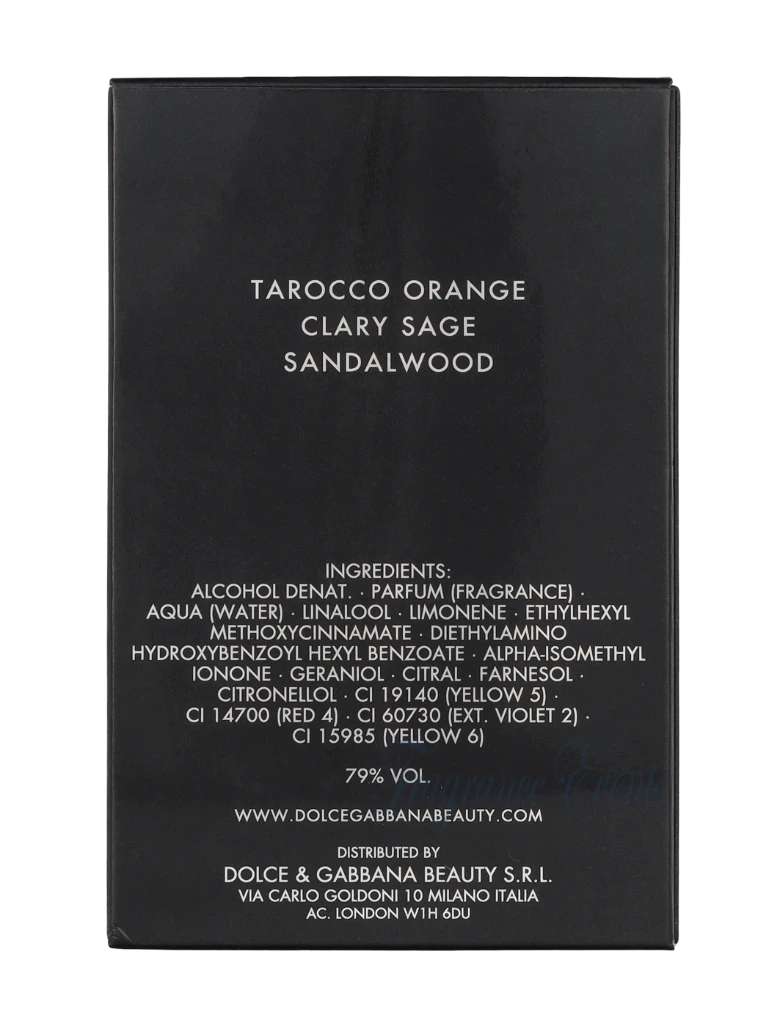 TAROCCO ORANGE
CLARY SAGE
SANDALWOOD
INGREDIENTS:
ALCOHOL DENAT. · PARFUM (FRAGRANCE) ·
AQUA (WATER) · LINALOOL · LIMONENE · ETHYLHEXYL
METHOXYCINNAMATE · DIETHYLAMINO
HYDROXYBENZOYL HEXYL BENZOATE · ALPHA-ISOMETHYL
IONONE · GERANIOL · CITRAL · FARNESOL ·
CITRONELLOL · CI 19140 (YELLOW 5) ·
CI 14700 (RED 4) · CI 60730 (EXT. VIOLET 2) ·
CI 15985 (YELLOW 6)
79% VOL.
WWW.DOLCEGABBANABEAUTY.COM
DISTRIBUTED BY
DOLCE & GABBANA BEAUTY S.R.L.
VIA CARLO GOLDONI 10 MILANO ITALIA
AC. LONDON W1H 6DU